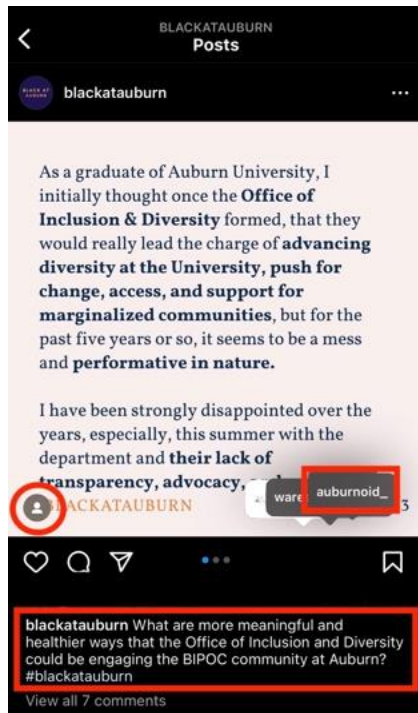 BLACKATAUBURN
Posts
blackatauburn
As a graduate of Auburn University, I
initially thought once the Office of
Inclusion & Diversity formed, that they
would really lead the charge of advancing
diversity at the University, push for
change, access, and support for
marginalized communities, but for the
past five years or so, it seems to be a mess
and performative in nature.
I have been strongly disappointed over the
years, especially, this summer with the
department and their lack of
transparency, advocacy,
ware
auburnoid_
BLACKATAUBURN
3
blackatauburn What are more meaningful and
healthier ways that the Office of Inclusion and Diversity
could be engaging the BIPOC community at Auburn?
#blackatauburn
View all 7 comments